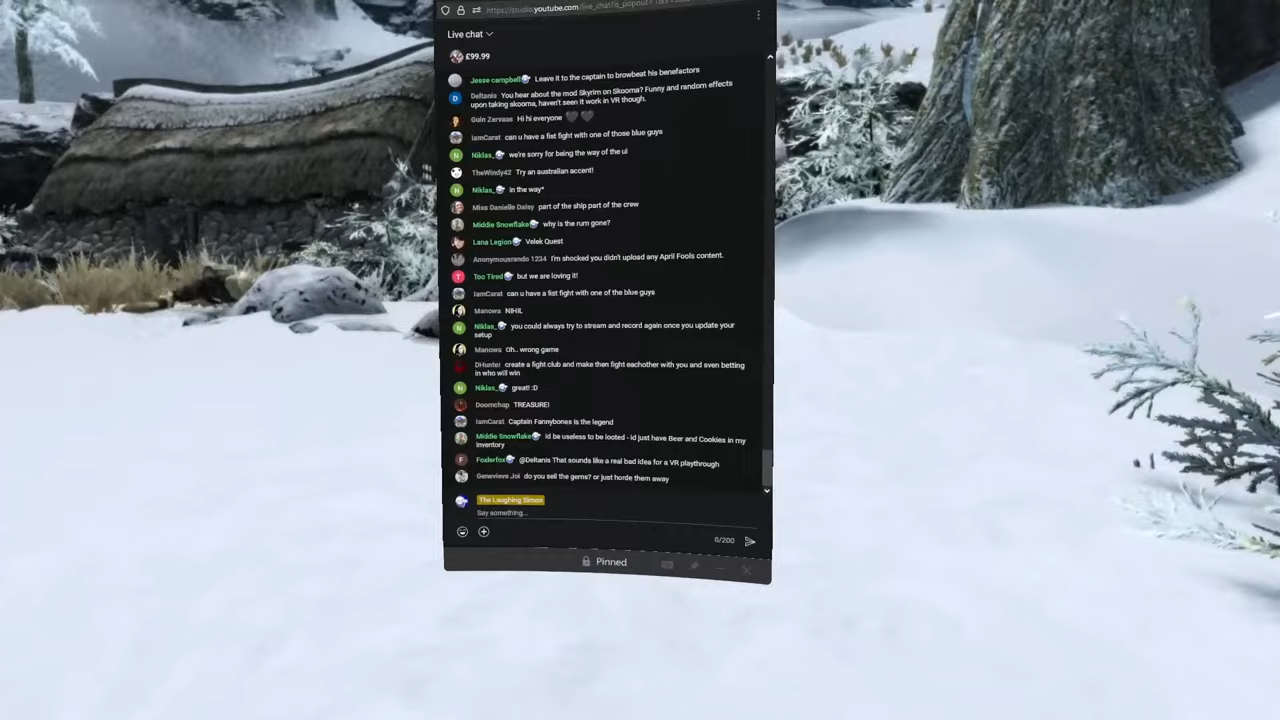 https://studio.youtube.com/live_chat?is_popout=1
Live chat
£99.99
Jesse campbell Leave it to the captain to browbeat his benefactors
Deltanis You hear about the mod Skyrim on Skooma? Funny and random effects
upon taking skooma, haven't seen it work in VR though.
Guin Zervaas Hi hi everyone 🖤🖤
IamCarat can u have a fist fight with one of those blue guys
Niklas_ we're sorry for being the way of the ui
TheWindy42 Try an australian accent!
Niklas_ in the way*
Miss Danielle Daisy part of the ship part of the crew
Middie Snowflake why is the rum gone?
Lana Legion Velek Quest
Anonymousrando 1234 I'm shocked you didn't upload any April Fools content.
Too Tired but we are loving it!
IamCarat can u have a fist fight with one of the blue guys
Manowa NIHIL
Niklas_ you could always try to stream and record again once you update your
setup
Manowa Oh.. wrong game
DHunter create a fight club and make then fight eachother with you and sven betting
in who will win
Niklas_ great! :D
Doomchap TREASURE!
IamCarat Captain Fannybones is the legend
Middie Snowflake id be useless to be looted - id just have Beer and Cookies in my
inventory
Foxderfox @Deltanis That sounds like a real bad idea for a VR playthrough
Genevieve Joi do you sell the gems? or just horde them away
The Laughing Simon
Say something...
0/200
Pinned